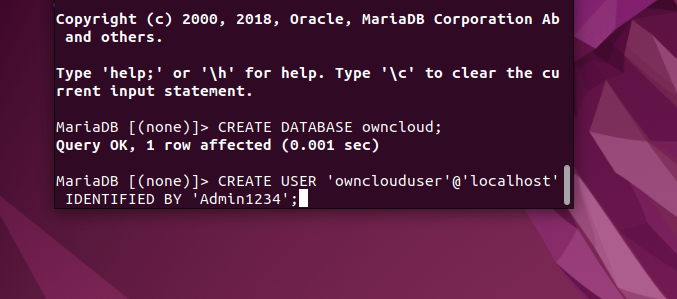 Copyright (c) 2000, 2018, Oracle, MariaDB Corporation Ab
and others.
Type 'help;' or '\h' for help. Type '\c' to clear the cu
rrent input statement.
MariaDB [(none)]> CREATE DATABASE owncloud;
Query OK, 1 row affected (0.001 sec)
MariaDB [(none)]> CREATE USER 'ownclouduser'@'localhost'
IDENTIFIED BY 'Admin1234';